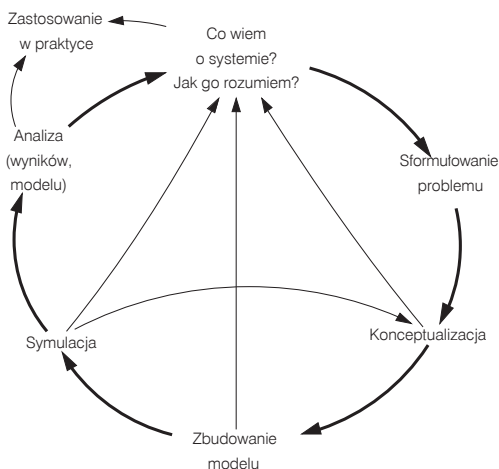 Zastosowanie
w praktyce
Co wiem
o systemie?
Jak go rozumiem?
Analiza
(wyników,
modelu)
Sformułowanie
problemu
Symulacja
Konceptualizacja
Zbudowanie
modelu